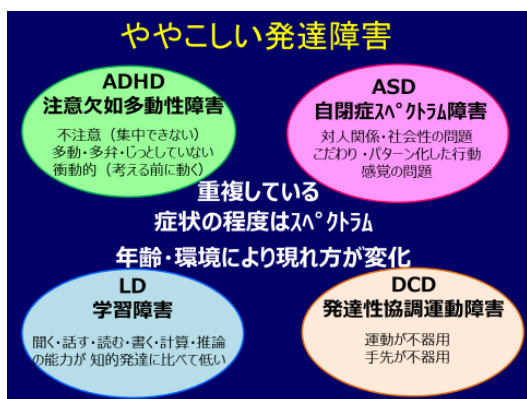 ややこしい発達障害
ADHD
注意欠如多動性障害
不注意（集中できない）
多動・多弁・じっとしていない
衝動的（考える前に動く）
ASD
自閉症ｽﾍﾟｸﾄﾗﾑ障害
対人関係・社会性の問題
こだわり・パターン化した行動
感覚の問題
重複している
症状の程度はｽﾍﾟｸﾄﾗﾑ
年齢・環境により現れ方が変化
LD
学習障害
聞く・話す・読む・書く・計算・推論
の能力が 知的発達に比べて低い
DCD
発達性協調運動障害
運動が不器用
手先が不器用